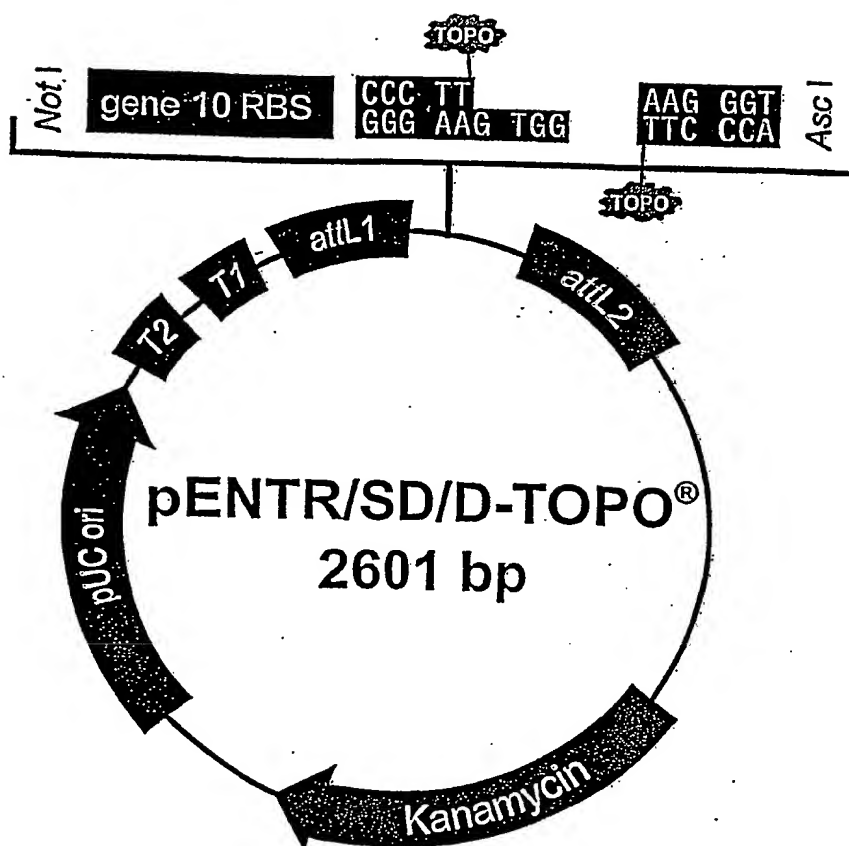 TOPO
Not I
gene 10 RBS
CCC TT
GGG AAG TGG
AAG GGT
TTC CCA
Asc I
TOPO
attL1
attL2
T1
T2
pUC ori
pENTR/SD/D-TOPO®
2601 bp
Kanamycin